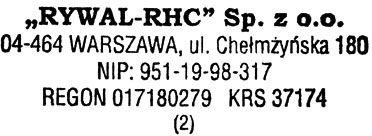 „RYWAL-RHC” Sp. z o.o.
04-464 WARSZAWA, ul. Chełmżyńska 180
NIP: 951-19-98-317
REGON 017180279 KRS 37174
(2)